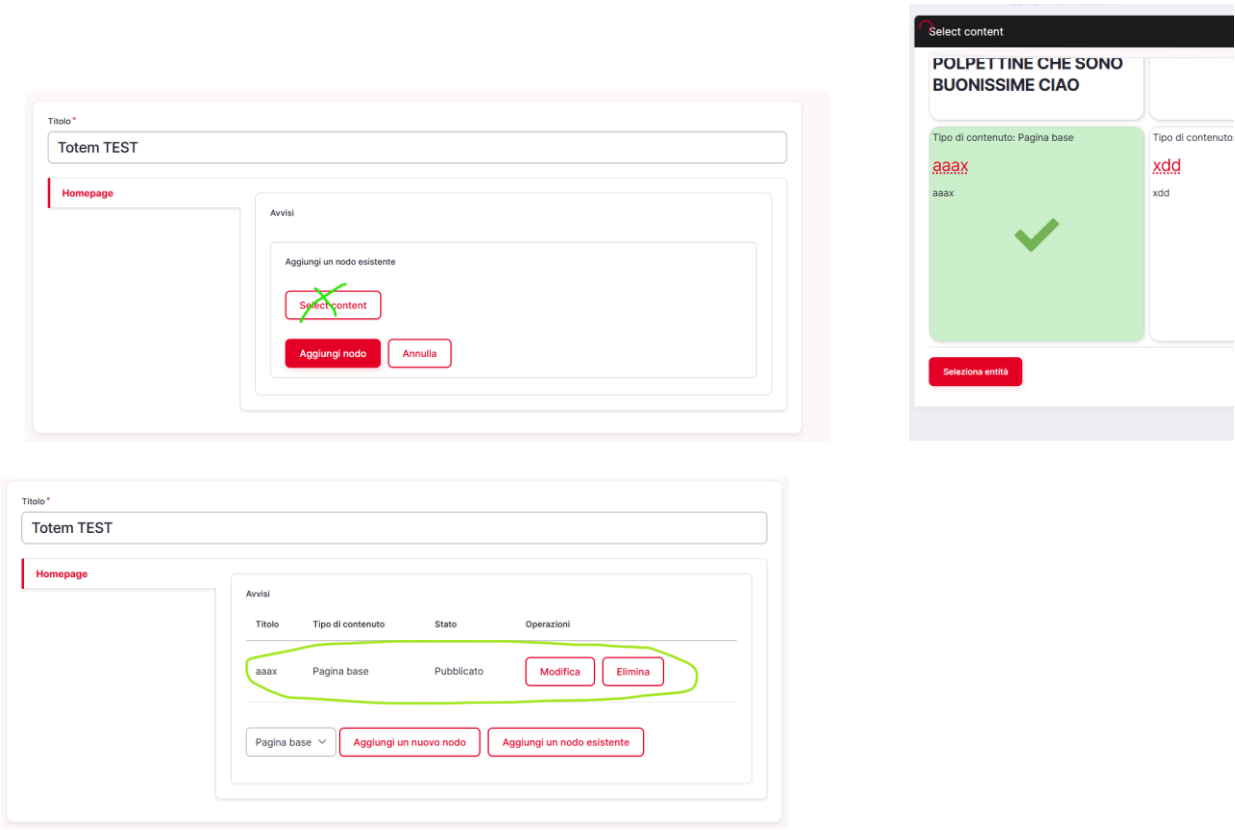 Titolo *
Totem TEST
Homepage
Avvisi
Aggiungi un nodo esistente
Select content
Aggiungi nodo
Annulla
Select content
POLPETTINE CHE SONO
BUONISSIME CIAO
Tipo di contenuto: Pagina base
aaax
aaax
Tipo di contenuto:
xdd
xdd
Seleziona entità
Titolo *
Totem TEST
Homepage
Avvisi
Titolo Tipo di contenuto Stato Operazioni
aaax Pagina base Pubblicato Modifica Elimina
Pagina base Aggiungi un nuovo nodo Aggiungi un nodo esistente